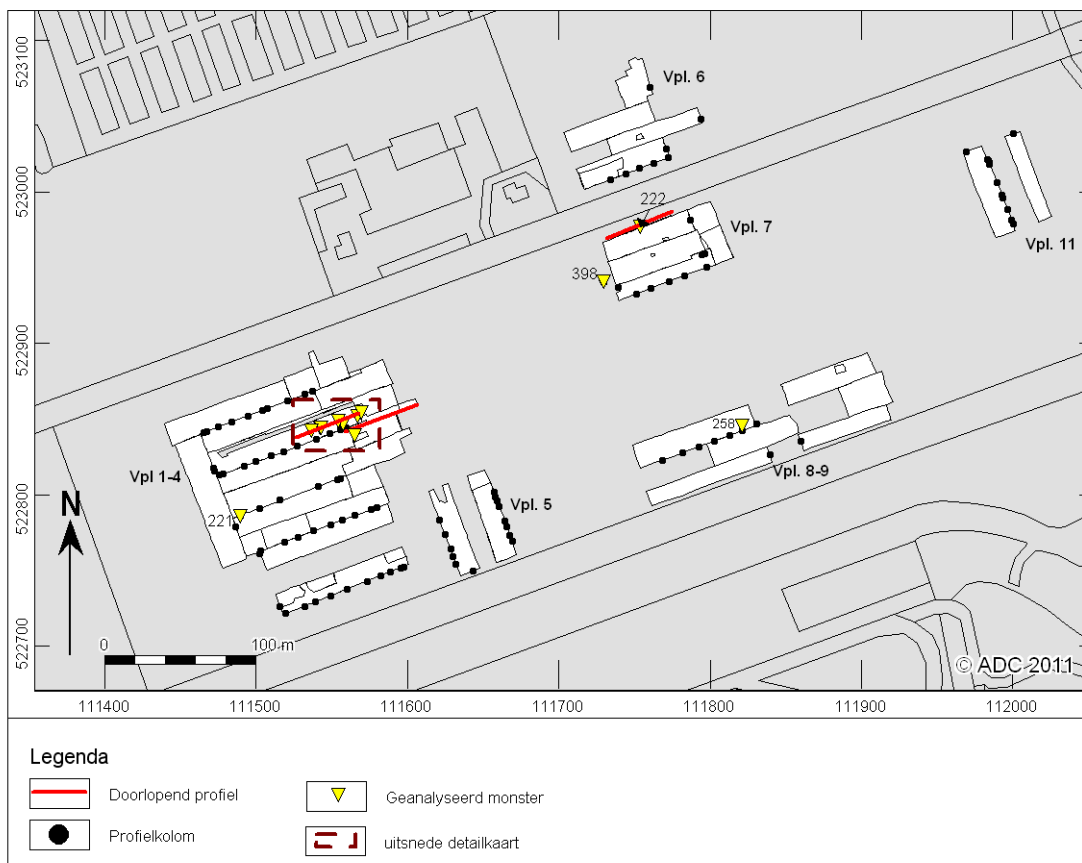 523100
523000
522900
522800
522700
Vpl. 6
222
Vpl. 7
Vpl. 11
398
Vpl 1-4
258
Vpl. 8-9
221
Vpl. 5
N
0
100 m
© ADC 2011
111400
111500
111600
111700
111800
111900
112000
Legenda
Doorlopend profiel
Geanalyseerd monster
Profielkolom
uitsnede detailkaart